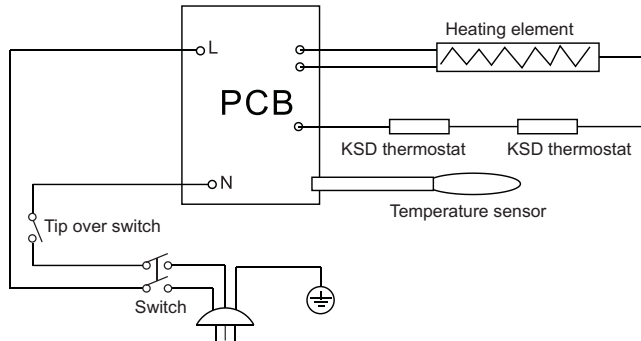 Heating element
L
PCB
KSD thermostat
KSD thermostat
N
Temperature sensor
Tip over switch
Switch